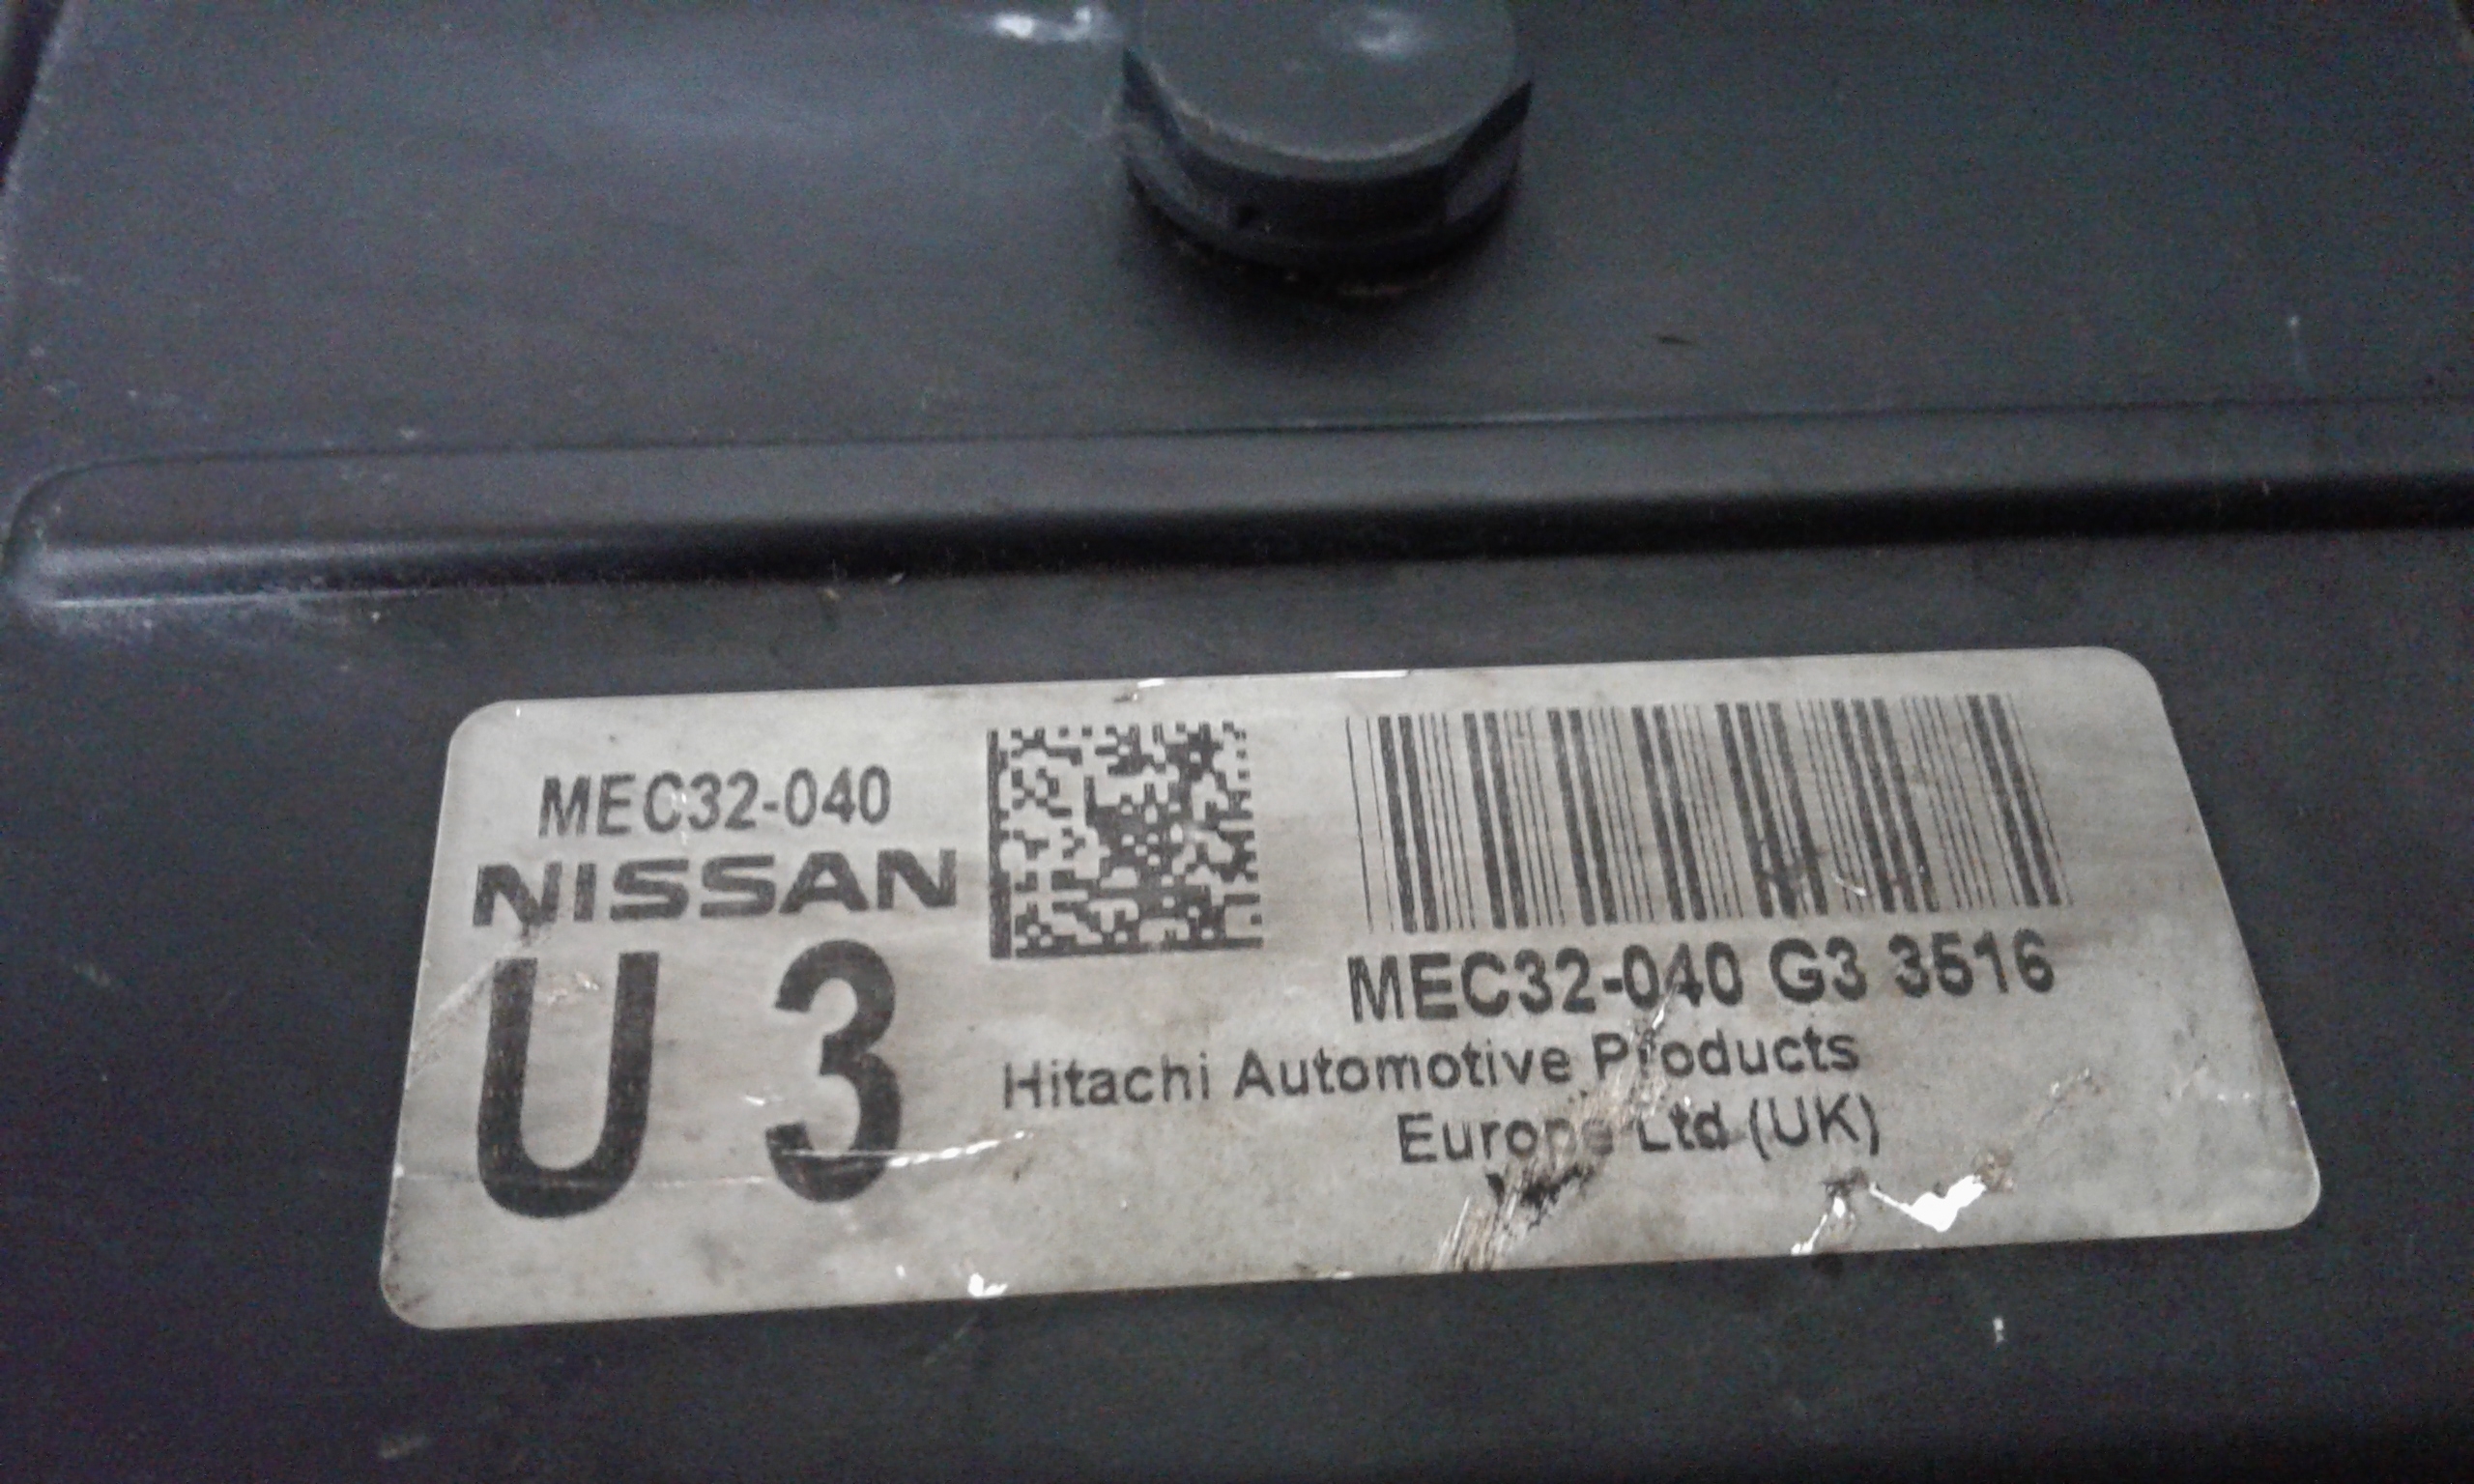 MEC32-040
NISSAN
U 3
MEC32-040 G3 3516
Hitachi Automotive Products
Europe Ltd (UK)